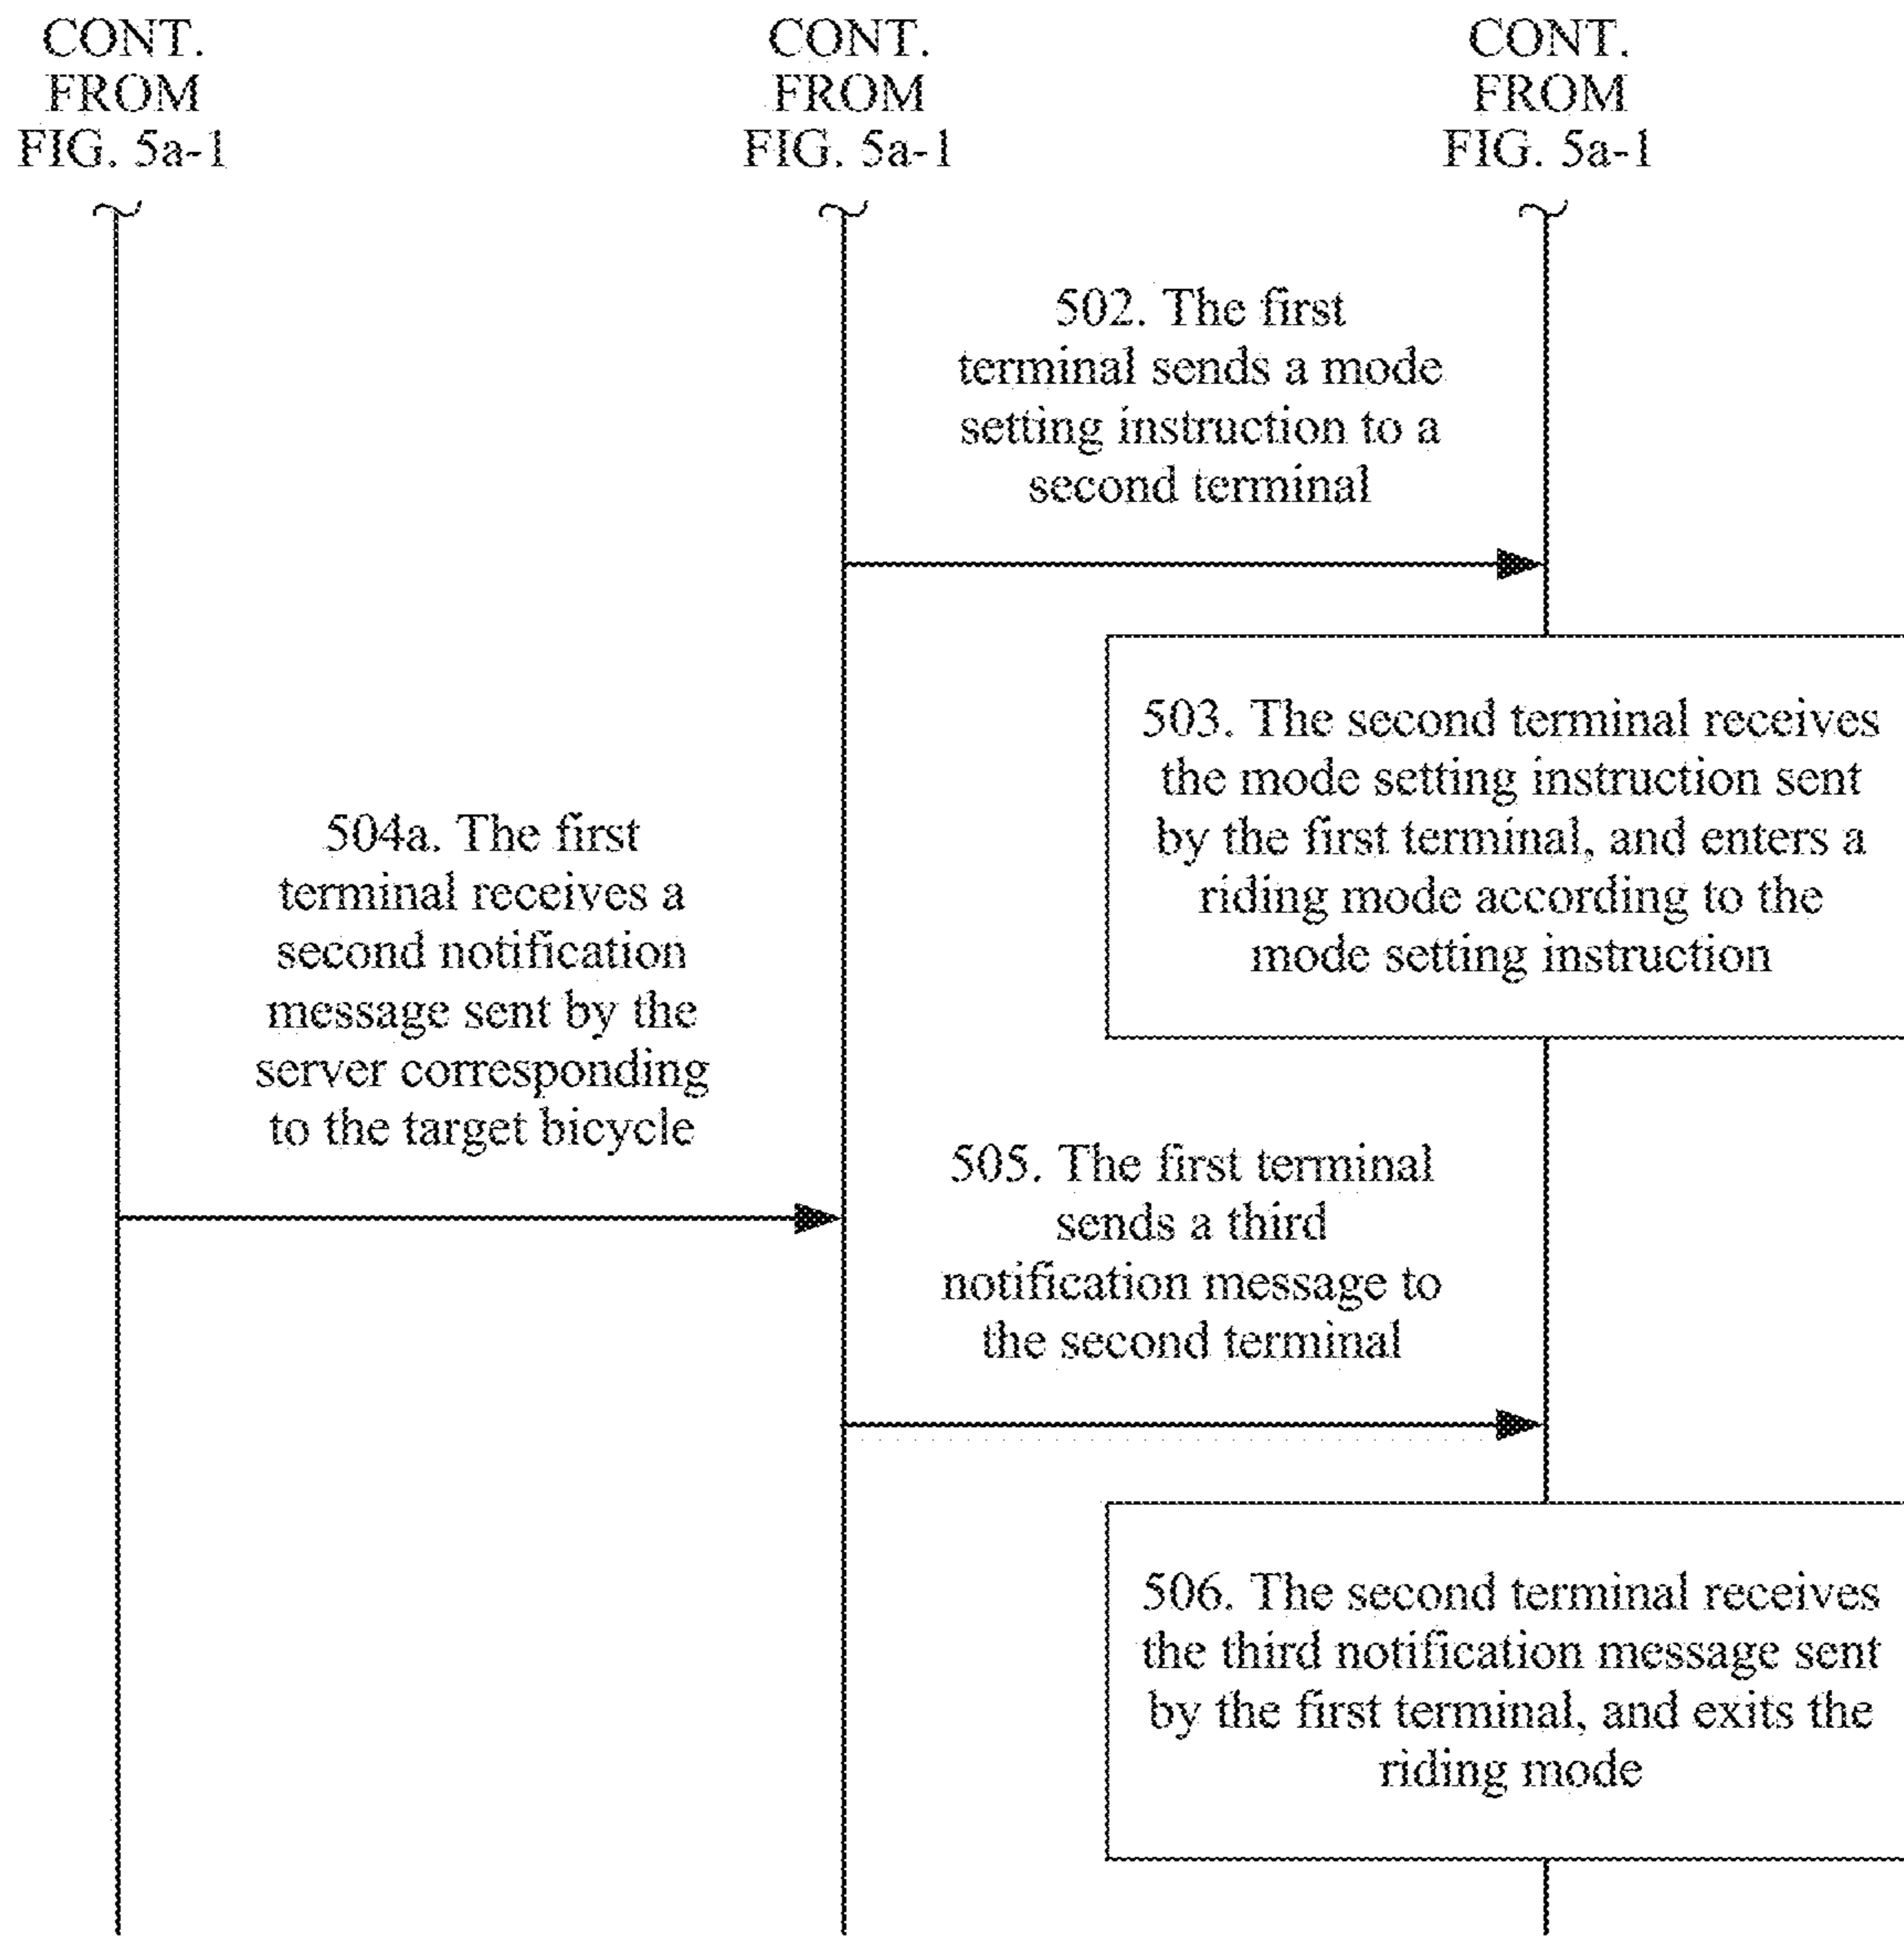 CONT.
FROM
FIG. 5a-1
CONT.
FROM
FIG. 5a-1
CONT.
FROM
FIG. 5a-1
502. The first
terminal sends a mode
setting instruction to a
second terminal
503. The second terminal receives
the mode setting instruction sent
by the first terminal, and enters a
riding mode according to the
mode setting instruction
504a. The first
terminal receives a
second notification
message sent by the
server corresponding
to the target bicycle
505. The first terminal
sends a third
notification message to
the second terminal
506. The second terminal receives
the third notification message sent
by the first terminal, and exits the
riding mode